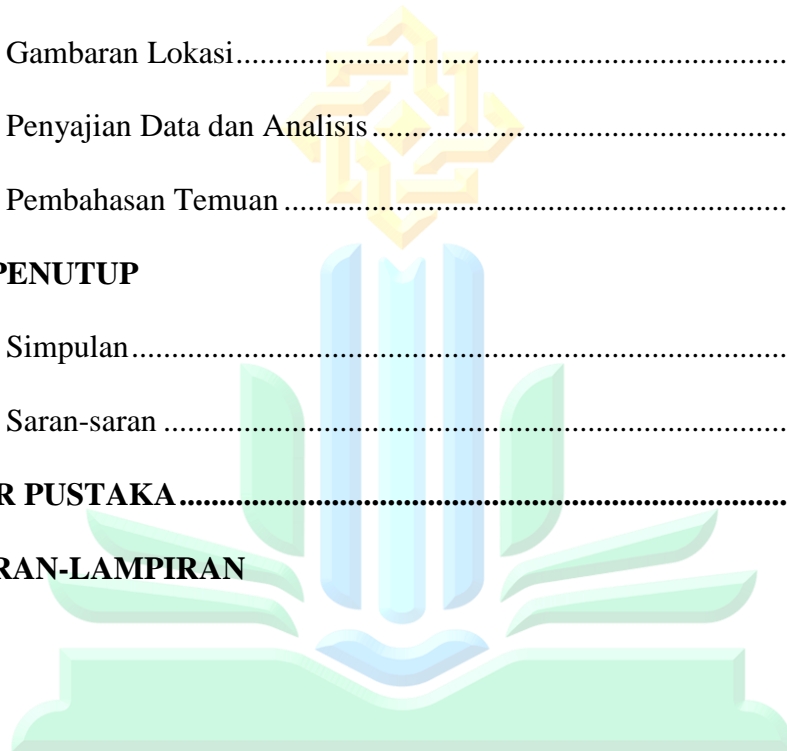 Gambaran Lokasi......................................................................
Penyajian Data dan Analisis....................................................
Pembahasan Temuan...............................................................
PENUTUP
Simpulan..................................................................................
Saran-saran..............................................................................
R PUSTAKA............................................................................
RAN-LAMPIRAN